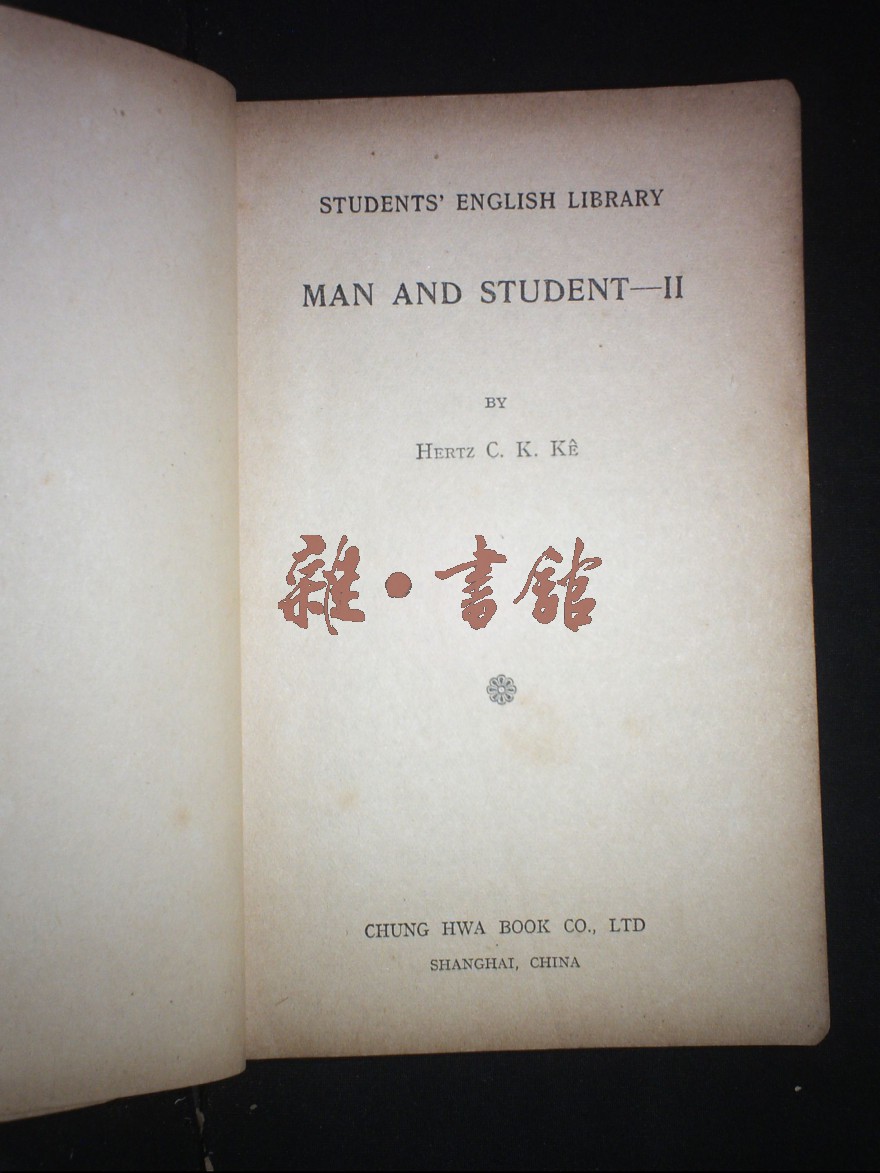 STUDENTS' ENGLISH LIBRARY
MAN AND STUDENT—II
BY
HERTZ C. K. KÊ
雜·書館
CHUNG HWA BOOK CO., LTD
SHANGHAI, CHINA